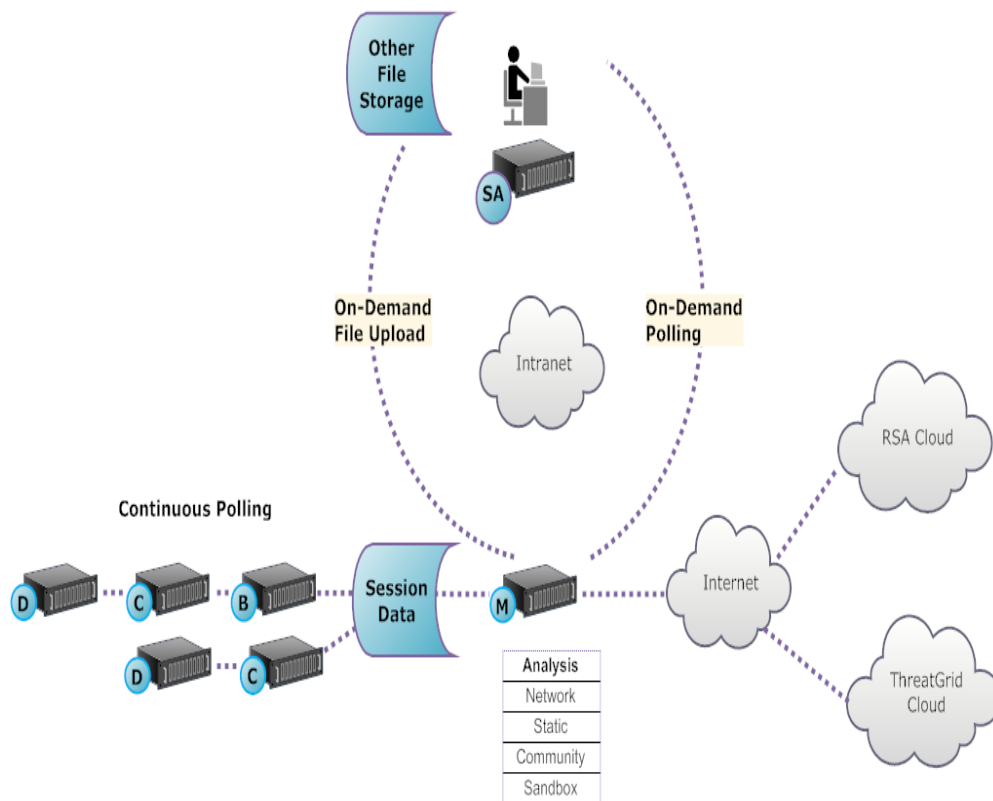 Other
File
Storage
SA
On-Demand
File Upload
On-Demand
Polling
Intranet
RSA Cloud
Continuous Polling
D
C
B
Session
Data
M
Internet
D
C
Analysis
Network
Static
Community
Sandbox
ThreatGrid
Cloud